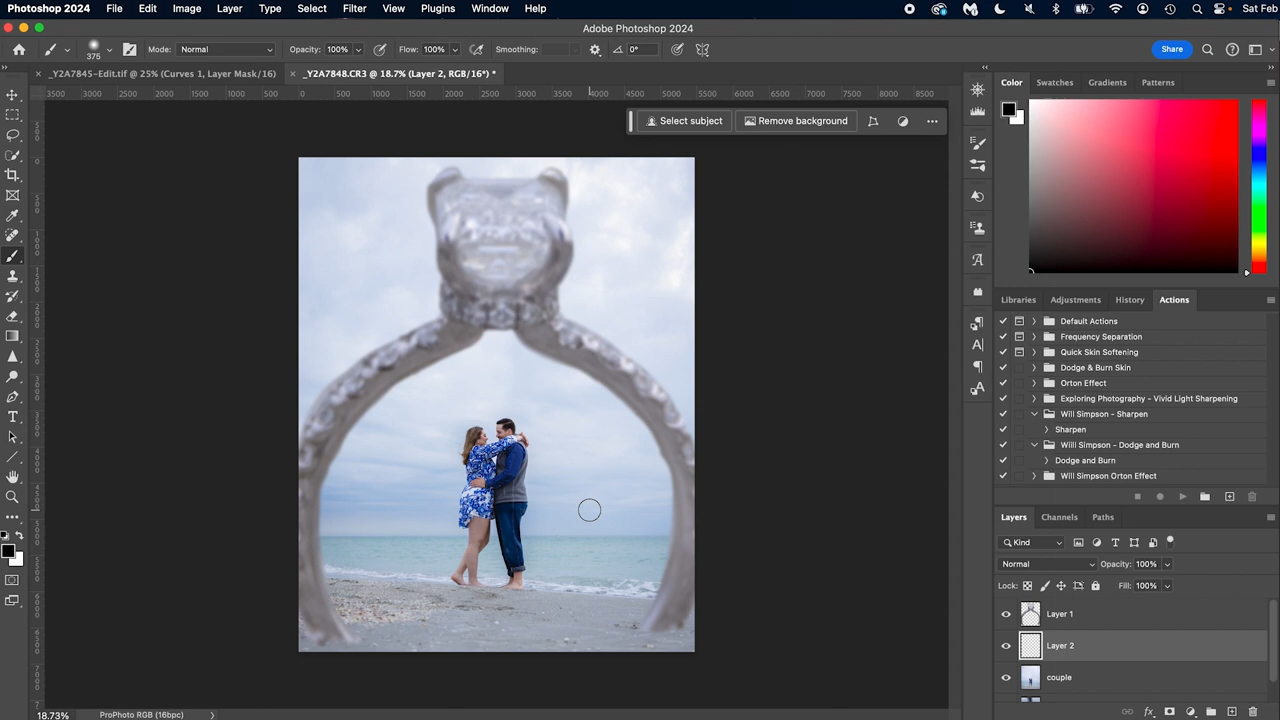 Photoshop 2024 File Edit Image Layer Type Select Filter View Plugins Window Help Sat Feb
Adobe Photoshop 2024
375 Mode: Normal Opacity: 100% Flow: 100% Smoothing: 0° Share
× _Y2A7845-Edit.tif @ 25% (Curves 1, Layer Mask/16) × _Y2A7848.CR3 @ 18.7% (Layer 2, RGB/16*) *
3500 3000 2500 2000 1500 1000 500 0 500 1000 1500 2000 2500 3000 3500 4000 4500 5000 5500 6000 6500 7000 7500 8000 8500
Select subject Remove background
Color Swatches Gradients Patterns
Libraries Adjustments History Actions
Default Actions
Frequency Separation
Quick Skin Softening
Dodge & Burn Skin
Orton Effect
Exploring Photography - Vivid Light Sharpening
Will Simpson - Sharpen
Sharpen
Willl Simpson - Dodge and Burn
Dodge and Burn
Will Simpson Orton Effect
Layers Channels Paths
Kind
Normal Opacity: 100%
Lock: Fill: 100%
Layer 1
Layer 2
couple
18.73% ProPhoto RGB (16bpc)